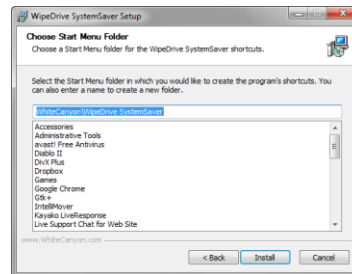 WipeDrive SystemSaver Setup
Choose Start Menu Folder
Choose a Start Menu folder for the WipeDrive SystemSaver shortcuts.
Select the Start Menu folder in which you would like to create the program's shortcuts. You
can also enter a name to create a new folder.
WhiteCanyon\WipeDrive SystemSaver
Accessories
Administrative Tools
avast! Free Antivirus
Diablo II
DivX Plus
Dropbox
Games
Google Chrome
Gtk+
IntelliMover
Kayako LiveResponse
Live Support Chat for Web Site
www.WhiteCanyon.com
< Back
Install
Cancel